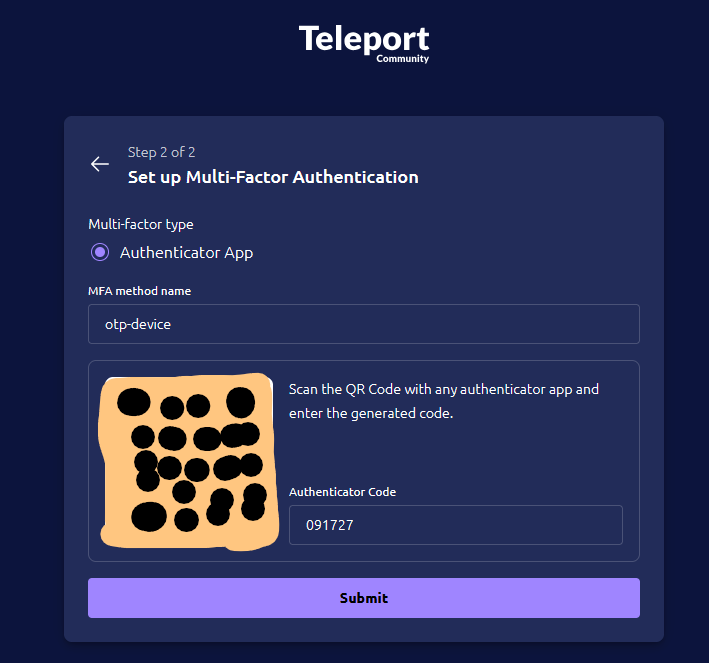 Teleport
Community
Step 2 of 2
Set up Multi-Factor Authentication
Multi-factor type
Authenticator App
MFA method name
otp-device
Scan the QR Code with any authenticator app and
enter the generated code.
Authenticator Code
091727
Submit